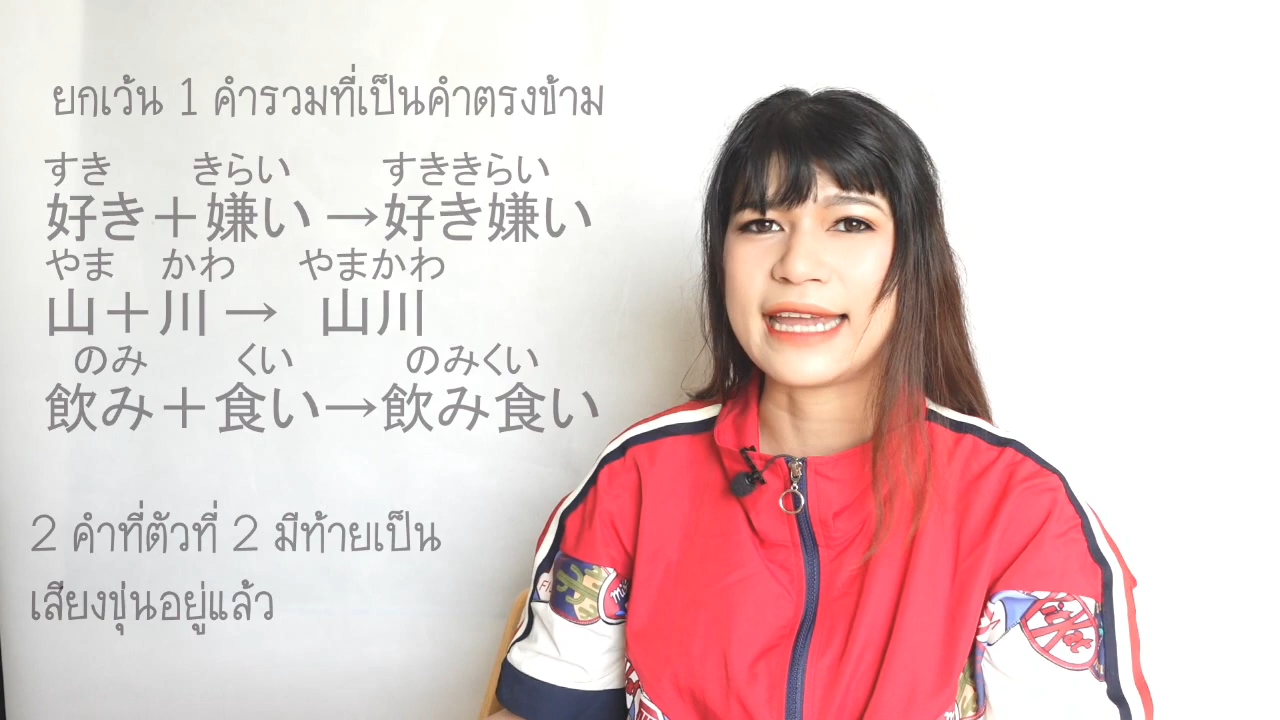 ยกเว้น 1 คำรวมที่เป็นคำตรงข้าม
すき きらい すききらい
好き＋嫌い→好き嫌い
やま かわ やまかわ
山＋川→ 山川
のみ くい のみくい
飲み＋食い→飲み食い
2 คำที่ตัวที่ 2 มีท้ายเป็น
เสียงขุ่นอยู่แล้ว